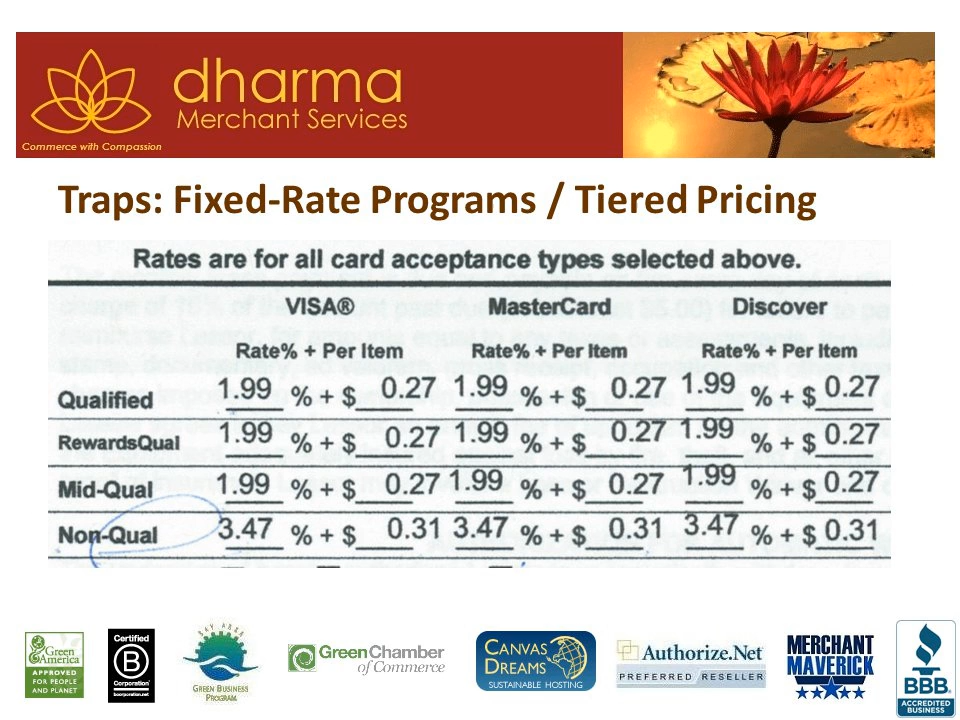 dharma
Merchant Services
Commerce with Compassion
Traps: Fixed-Rate Programs / Tiered Pricing
Rates are for all card acceptance types selected above.
VISA® MasterCard Discover
Rate% + Per Item Rate% + Per Item Rate% + Per Item
Qualified 1.99 % + $ 0.27 1.99 % + $ 0.27 1.99 % + $ 0.27
RewardsQual 1.99 % + $ 0.27 1.99 % + $ 0.27 1.99 % + $ 0.27
Mid-Qual 1.99 % + $ 0.27 1.99 % + $ 0.27 1.99 % + $ 0.27
Non-Qual 3.47 % + $ 0.31 3.47 % + $ 0.31 3.47 % + $ 0.31
Green
America
APPROVED
FOR PEOPLE
AND PLANET
Certified
B
Corporation
bcorporation.net
BAY AREA
GREEN BUSINESS
PROGRAM
GreenChamber
of Commerce
CANVAS
DREAMS
SUSTAINABLE HOSTING
Authorize.Net
PREFERRED RESELLER
MERCHANT
MAVERICK
BBB.
ACCREDITED
BUSINESS